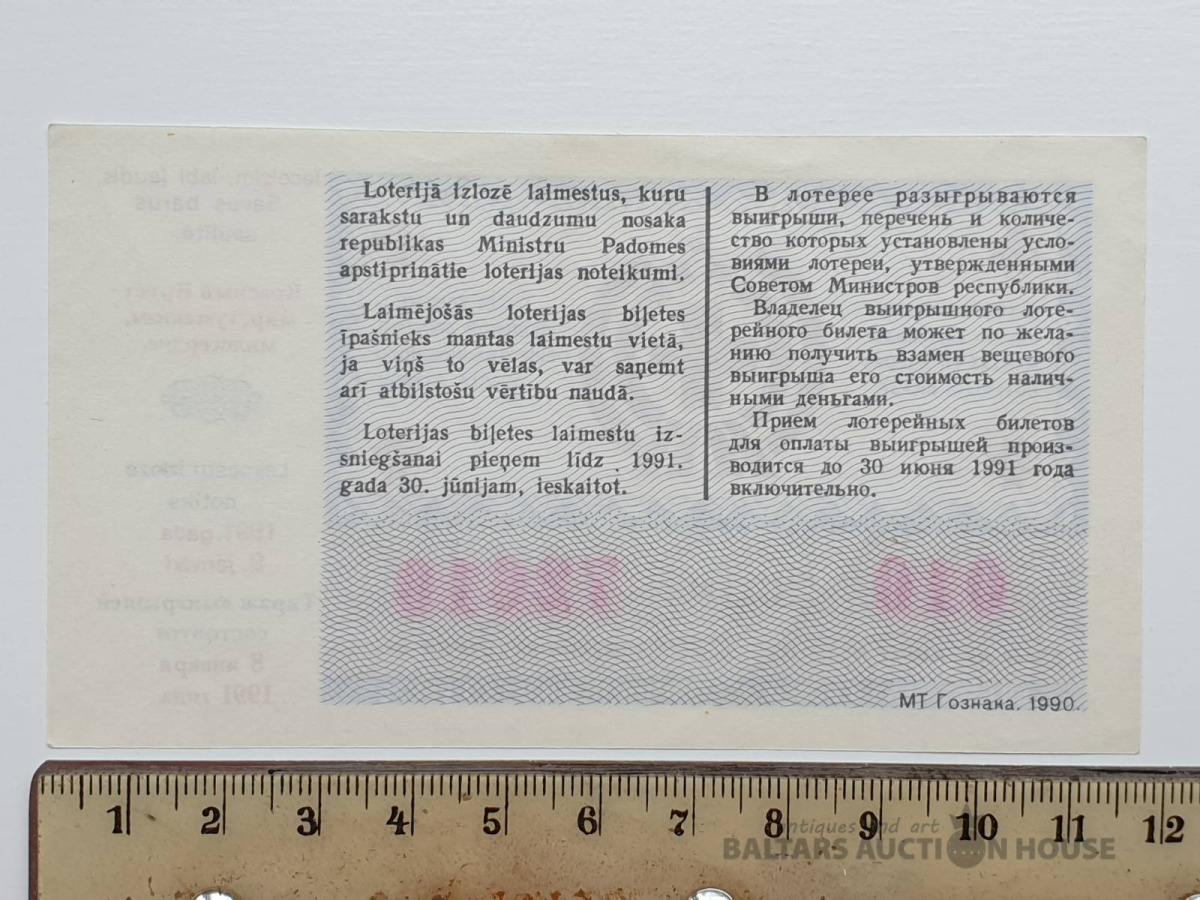 Loterijā izlozē laimestus, kuru
sarakstu un daudzumu nosaka
republikas Ministru Padomes
apstiprinātie loterijas noteikumi.
Laimējošās loterijas biļetes
īpašnieks mantas laimestu vietā,
ja viņš to vēlas, var saņemt
arī atbilstošu vērtību naudā.
Loterijas biļetes laimestu iz-
sniegšanai pieņem līdz 1991.
gada 30. jūnijam, ieskaitot.
В лотерее разыгрываются
выигрыши, перечень и количе-
ство которых установлены усло-
виями лотереи, утвержденными
Советом Министров республики.
Владелец выигрышного лоте-
рейного билета может по жела-
нию получить взамен вещевого
выигрыша его стоимость налич-
ными деньгами.
Прием лотерейных билетов
для оплаты выигрышей произ-
водится до 30 июня 1991 года
включительно.
МТ Гознака. 1990.
1 2 3 4 5 6 7 8 9 10 11 12
antiques and art
BALTARS AUCTION HOUSE